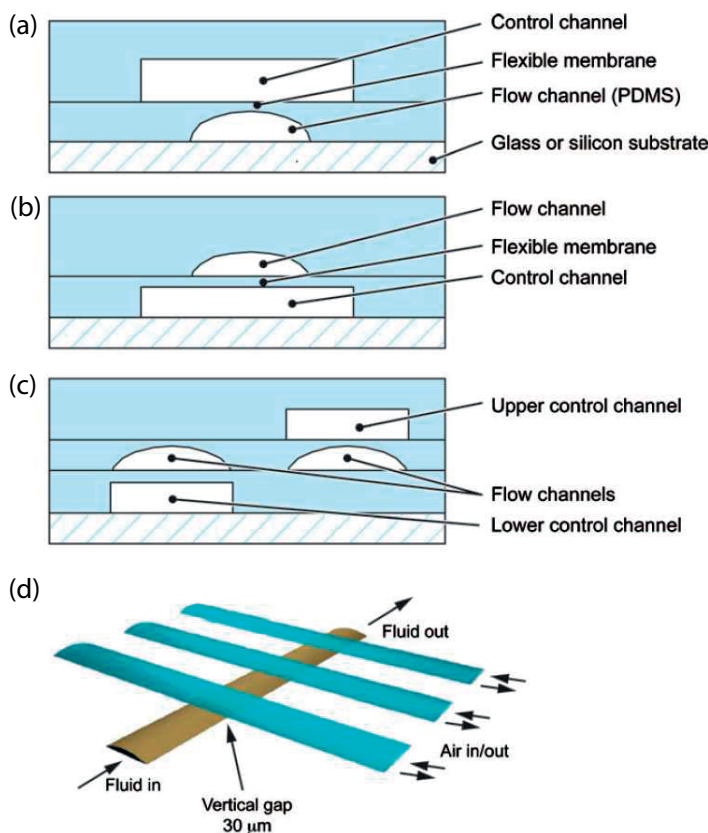 (a)
Control channel
Flexible membrane
Flow channel (PDMS)
Glass or silicon substrate
(b)
Flow channel
Flexible membrane
Control channel
(c)
Upper control channel
Flow channels
Lower control channel
(d)
Fluid out
Air in/out
Fluid in
Vertical gap
30 μm